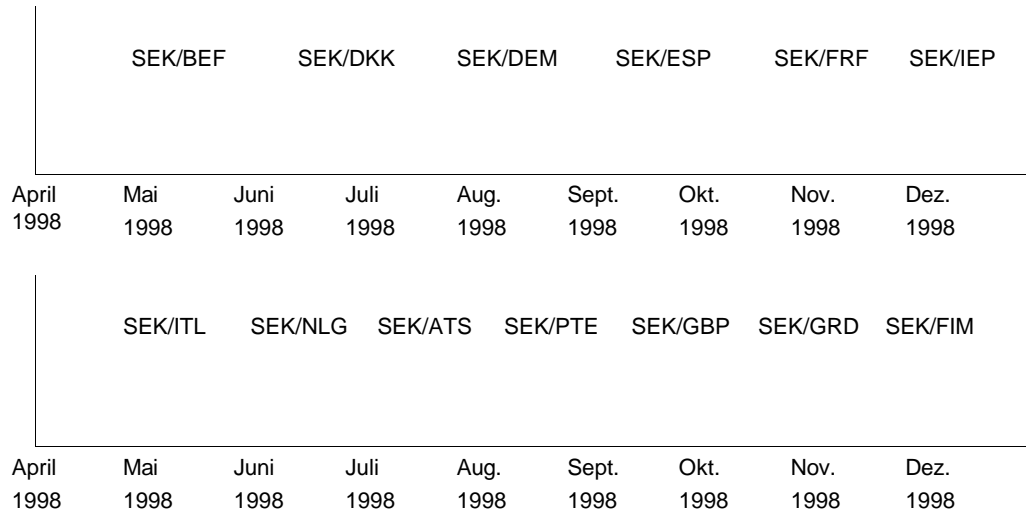 SEK/BEF SEK/DKK SEK/DEM SEK/ESP SEK/FRF SEK/IEP
April Mai Juni Juli Aug. Sept. Okt. Nov. Dez.
1998 1998 1998 1998 1998 1998 1998 1998 1998
SEK/ITL SEK/NLG SEK/ATS SEK/PTE SEK/GBP SEK/GRD SEK/FIM
April Mai Juni Juli Aug. Sept. Okt. Nov. Dez.
1998 1998 1998 1998 1998 1998 1998 1998 1998